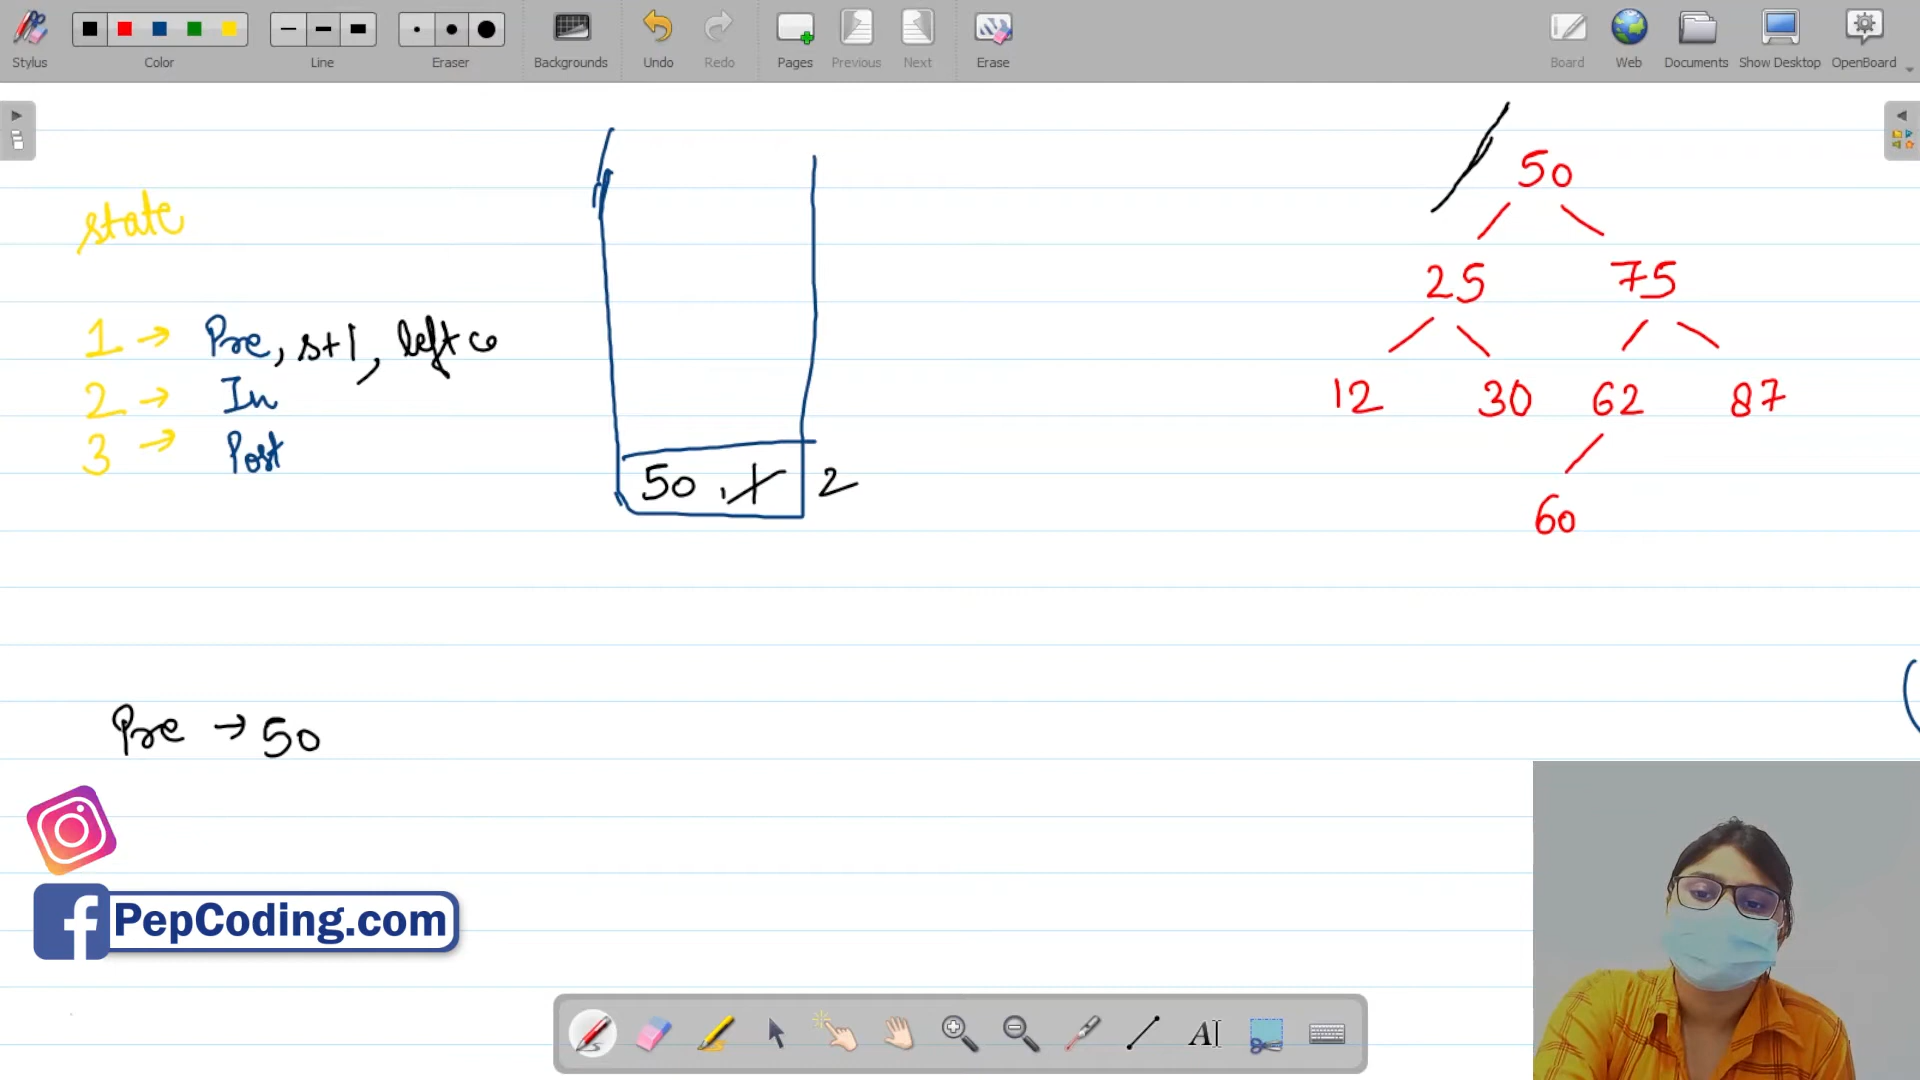 Stylus Color Line Eraser Backgrounds Undo Redo Pages Previous Next Erase Board Web Documents Show Desktop OpenBoard
state
1 → Pre, s+1, left c
2 → In
3 → Post
50, 1 2
50
25 75
12 30 62 87
60
Pre → 50
PepCoding.com